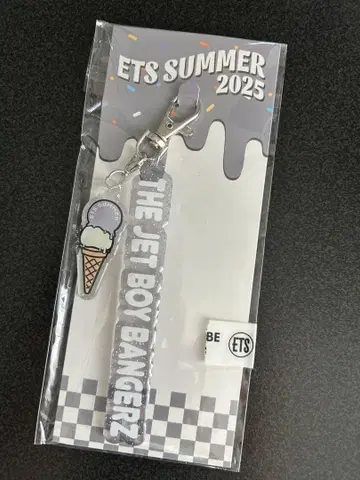 ETS SUMMER
2025
THE JET BOY BANGERZ
BE
ETS